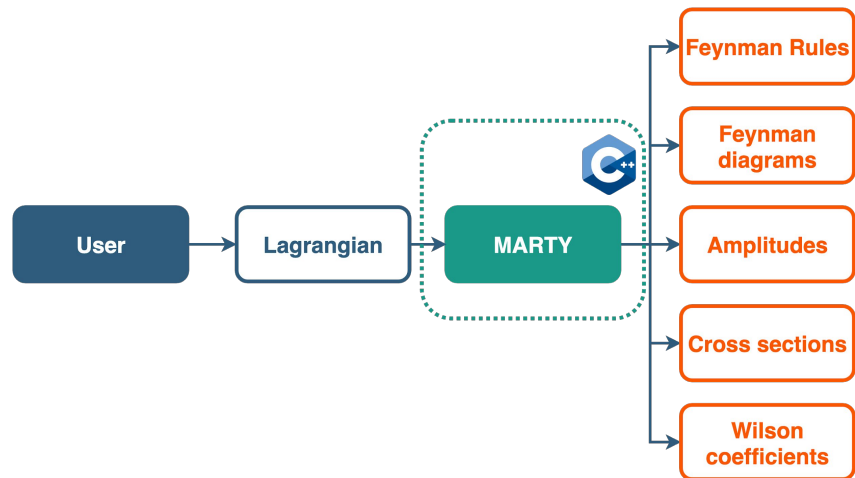 Feynman Rules
Feynman
diagrams
C++
User
Lagrangian
MARTY
Amplitudes
Cross sections
Wilson
coefficients